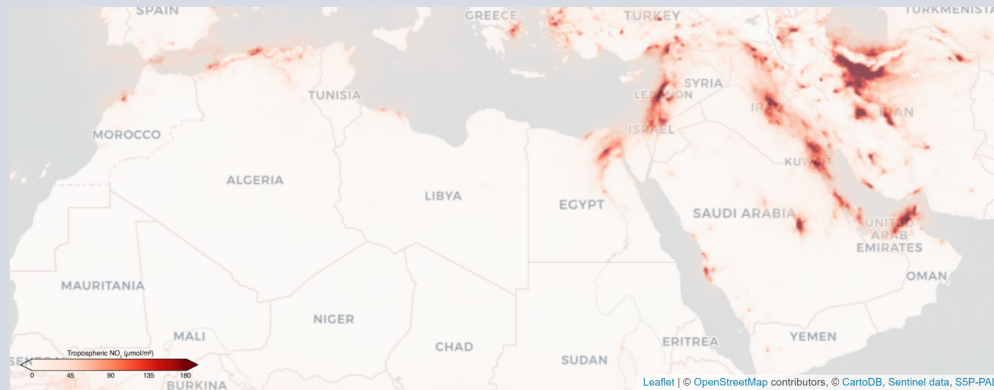 SPAIN
GREECE
TURKEY
TUNISIA
SYRIA
LEBANON
IRAN
ISRAEL
MOROCCO
KUWAIT
ALGERIA
LIBYA
EGYPT
SAUDI ARABIA
UNITED
ARAB
EMIRATES
OMAN
MAURITANIA
NIGER
MALI
CHAD
SUDAN
ERITREA
YEMEN
BURKINA
Tropospheric NO₂ (μmol/m²)
0 45 90 135 180
Leaflet | © OpenStreetMap contributors, © CartoDB, Sentinel data, S5P-PAL